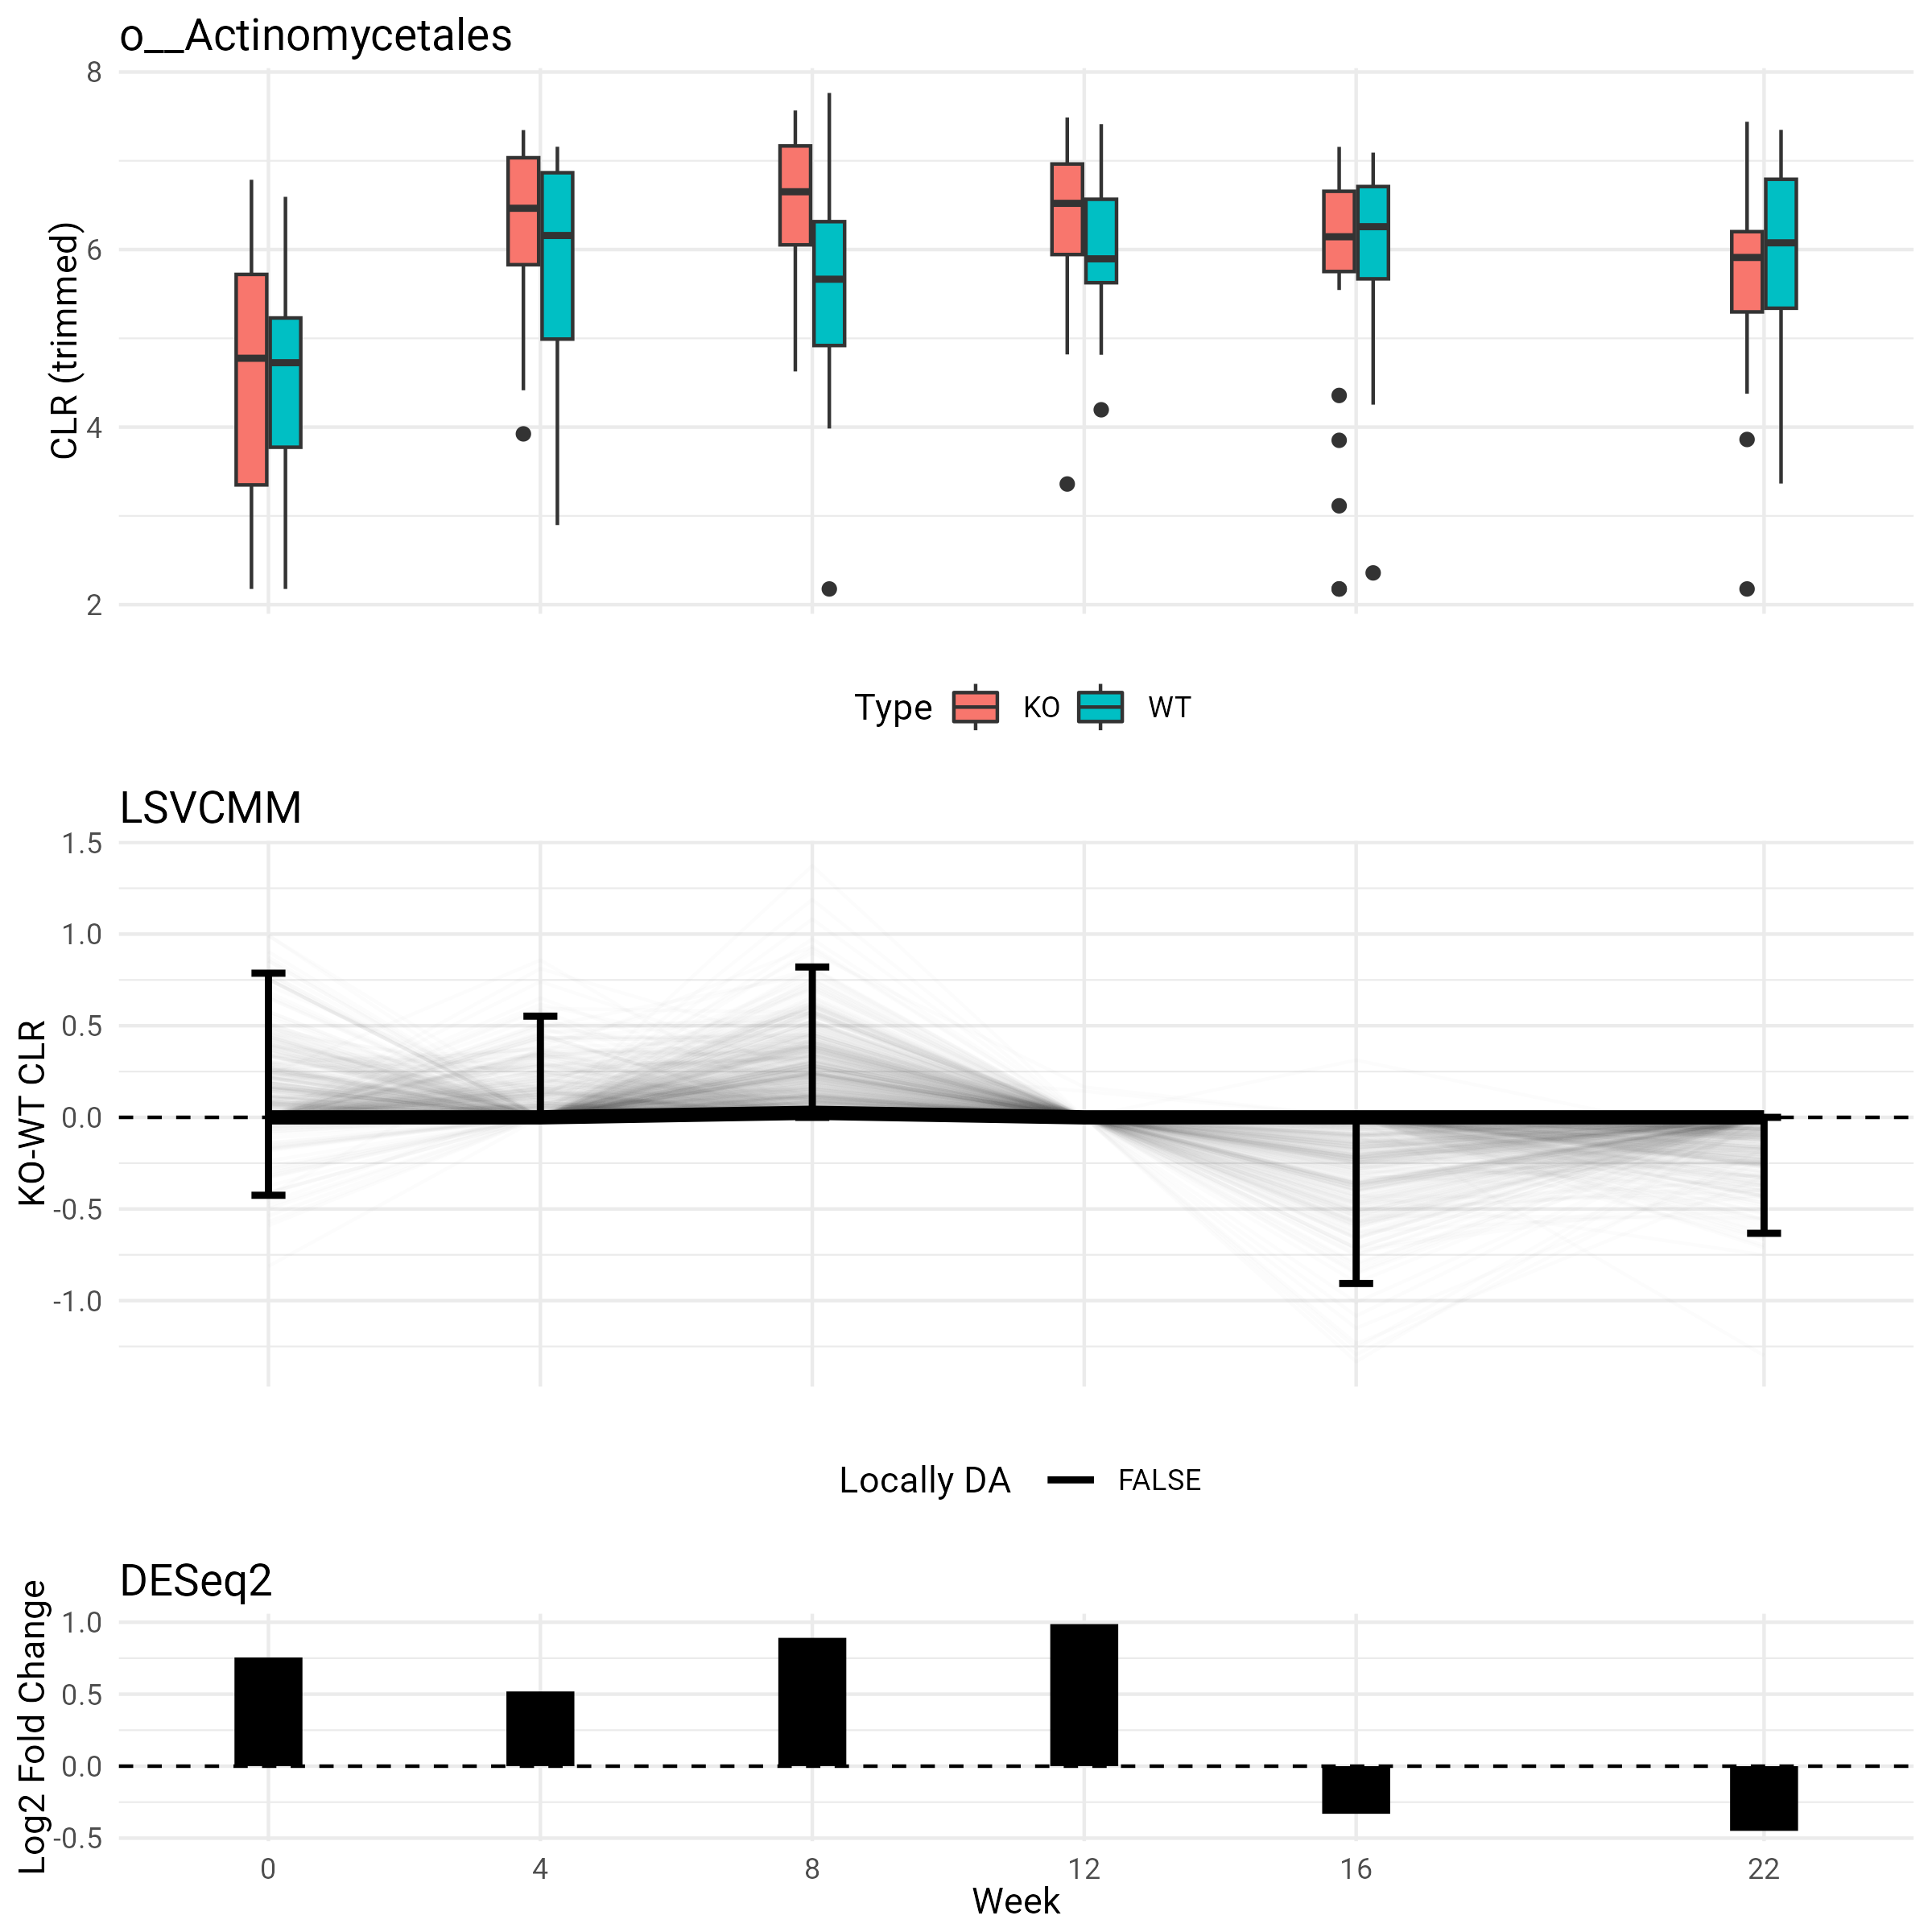 o__Actinomycetales
8
6
4
2
CLR (trimmed)
Type KO WT
LSVCMM
1.5
1.0
0.5
0.0
-0.5
-1.0
KO-WT CLR
Locally DA FALSE
DESeq2
1.0
0.5
0.0
-0.5
Log2 Fold Change
0 4 8 12 16 22
Week